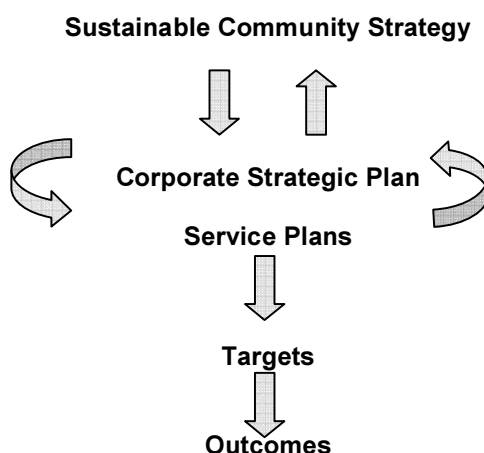 Sustainable Community Strategy
Corporate Strategic Plan
Service Plans
Targets
Outcomes